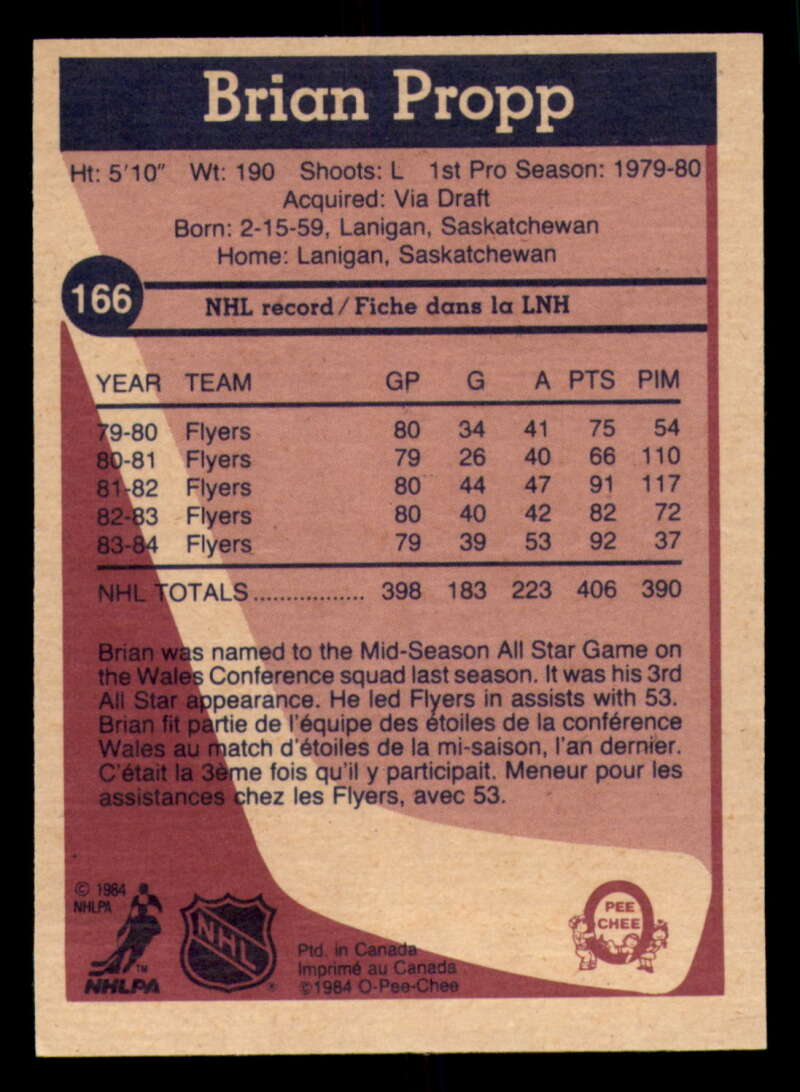 Brian Propp
Ht: 5'10" Wt: 190 Shoots: L 1st Pro Season: 1979-80
Acquired: Via Draft
Born: 2-15-59, Lanigan, Saskatchewan
Home: Lanigan, Saskatchewan
166
NHL record / Fiche dans la LNH
YEAR TEAM GP G A PTS PIM
79-80 Flyers 80 34 41 75 54
80-81 Flyers 79 26 40 66 110
81-82 Flyers 80 44 47 91 117
82-83 Flyers 80 40 42 82 72
83-84 Flyers 79 39 53 92 37
NHL TOTALS................. 398 183 223 406 390
Brian was named to the Mid-Season All Star Game on
the Wales Conference squad last season. It was his 3rd
All Star appearance. He led Flyers in assists with 53.
Brian fit partie de l'équipe des étoiles de la conférence
Wales au match d'étoiles de la mi-saison, l'an dernier.
C'était la 3ème fois qu'il y participait. Meneur pour les
assistances chez les Flyers, avec 53.
© 1984
NHLPA
TM
NHLPA
NHL
®
Ptd. in Canada
Imprimé au Canada
©1984 O-Pee-Chee
PEE
CHEE